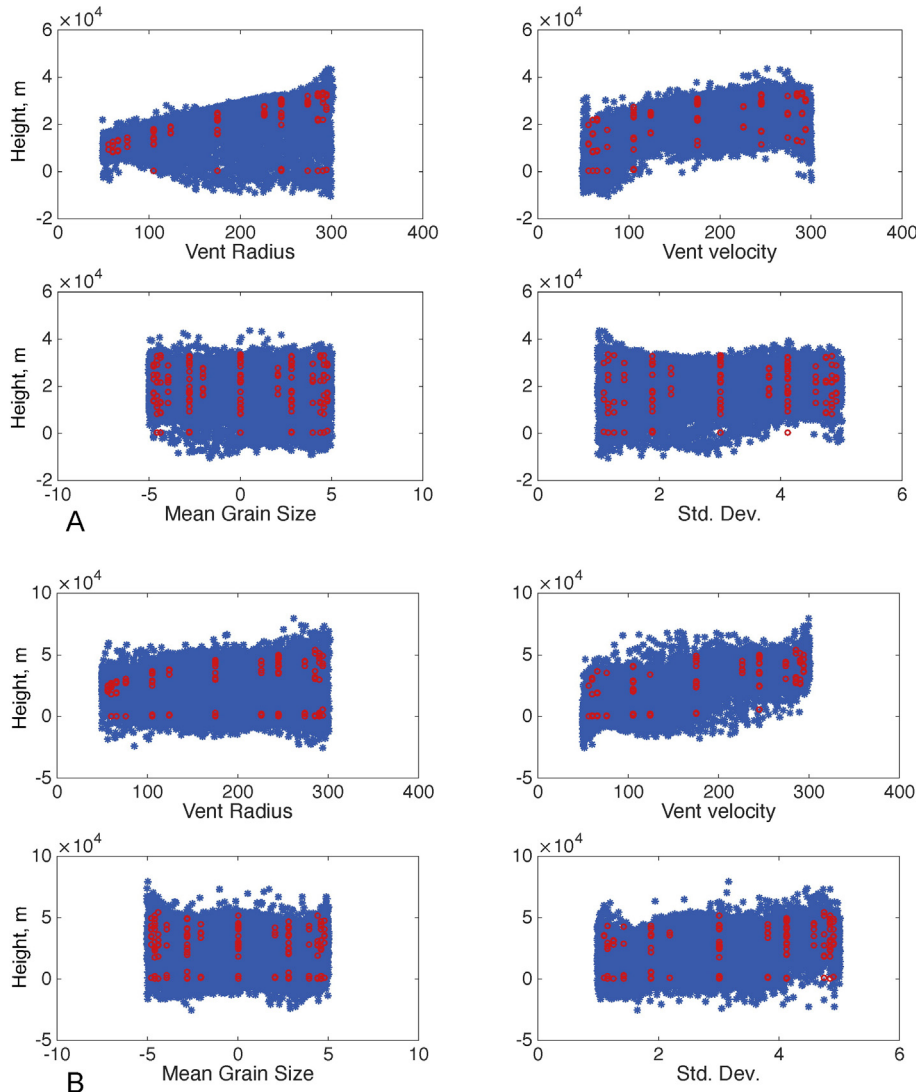 ×10⁴
6
4
2
0
-2
Height, m
0 100 200 300 400
Vent Radius
×10⁴
6
4
2
0
-2
0 100 200 300 400
Vent velocity
×10⁴
6
4
2
0
-2
Height, m
-10 -5 0 5 10
Mean Grain Size
×10⁴
6
4
2
0
-2
0 2 4 6
Std. Dev.
A
×10⁴
10
5
0
-5
Height, m
0 100 200 300 400
Vent Radius
×10⁴
10
5
0
-5
0 100 200 300 400
Vent velocity
×10⁴
10
5
0
-5
Height, m
-10 -5 0 5 10
Mean Grain Size
×10⁴
10
5
0
-5
0 2 4 6
Std. Dev.
B